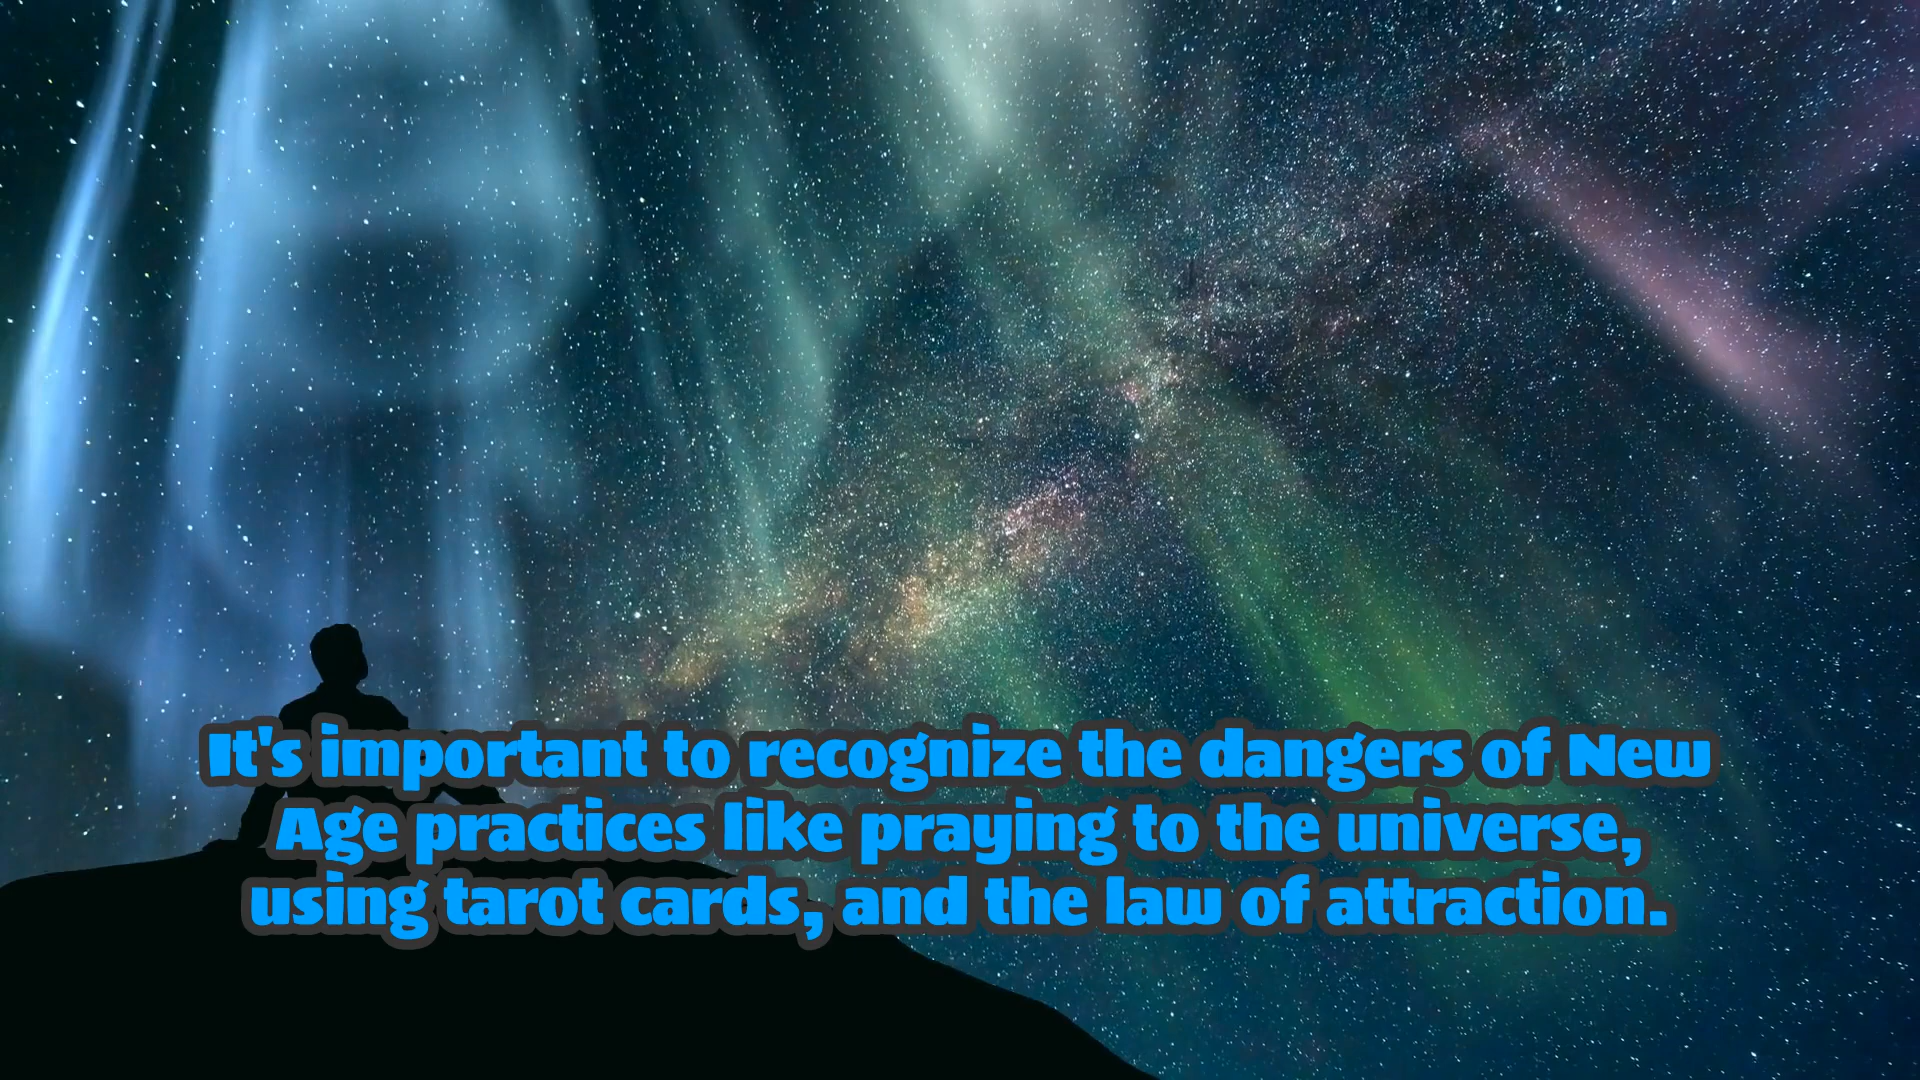 It's important to recognize the dangers of New
Age practices like praying to the universe,
using tarot cards, and the law of attraction.